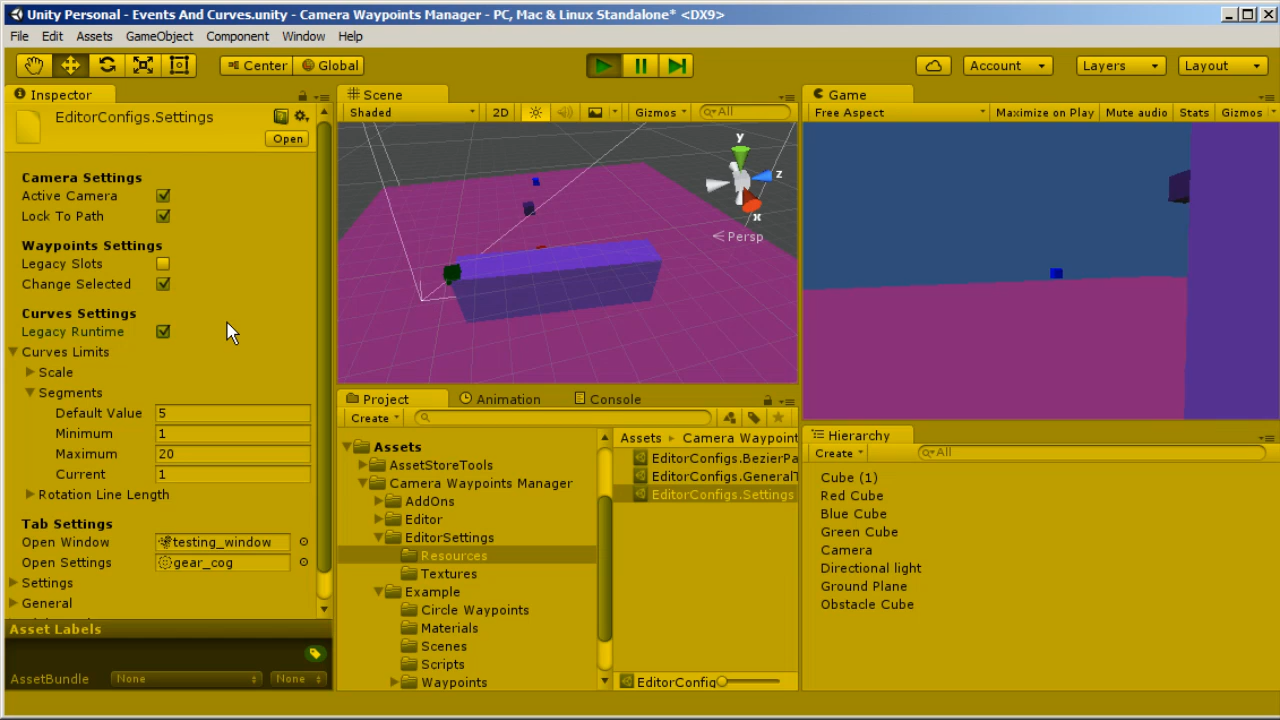 Unity Personal - Events And Curves.unity - Camera Waypoints Manager - PC, Mac & Linux Standalone* <DX9>
File Edit Assets GameObject Component Window Help
Center Global Account Layers Layout
Inspector
EditorConfigs.Settings
Open
Camera Settings
Active Camera
Lock To Path
Waypoints Settings
Legacy Slots
Change Selected
Curves Settings
Legacy Runtime
Curves Limits
Scale
Segments
Default Value 5
Minimum 1
Maximum 20
Current 1
Rotation Line Length
Tab Settings
Open Window testing_window
Open Settings gear_cog
Settings
General
Asset Labels
AssetBundle None None
Scene
Shaded 2D Gizmos All
y
z
x
Persp
Project Animation Console
Create
Assets
AssetStoreTools
Camera Waypoints Manager
AddOns
Editor
EditorSettings
Resources
Textures
Example
Circle Waypoints
Materials
Scenes
Scripts
Waypoints
Assets Camera Waypoint
EditorConfigs.BezierPa
EditorConfigs.GeneralT
EditorConfigs.Settings
EditorConfig
Game
Free Aspect Maximize on Play Mute audio Stats Gizmos
Hierarchy
Create All
Cube (1)
Red Cube
Blue Cube
Green Cube
Camera
Directional light
Ground Plane
Obstacle Cube